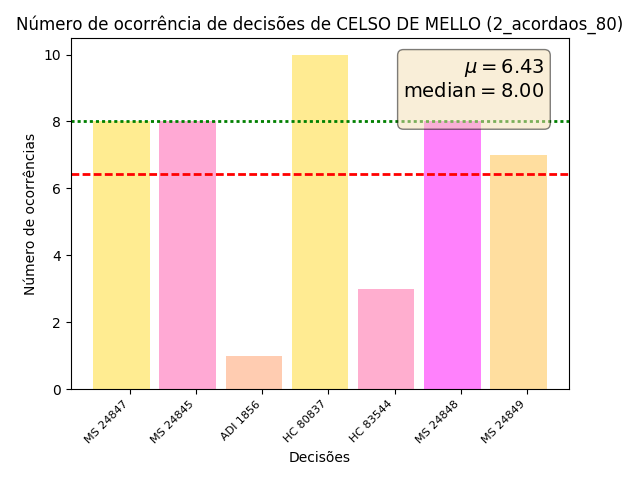 Número de ocorrência de decisões de CELSO DE MELLO (2_acordaos_80)
μ = 6.43
median = 8.00
Número de ocorrências
10
8
6
4
2
0
MS 24847
MS 24845
ADI 1856
HC 80837
HC 83544
MS 24848
MS 24849
Decisões